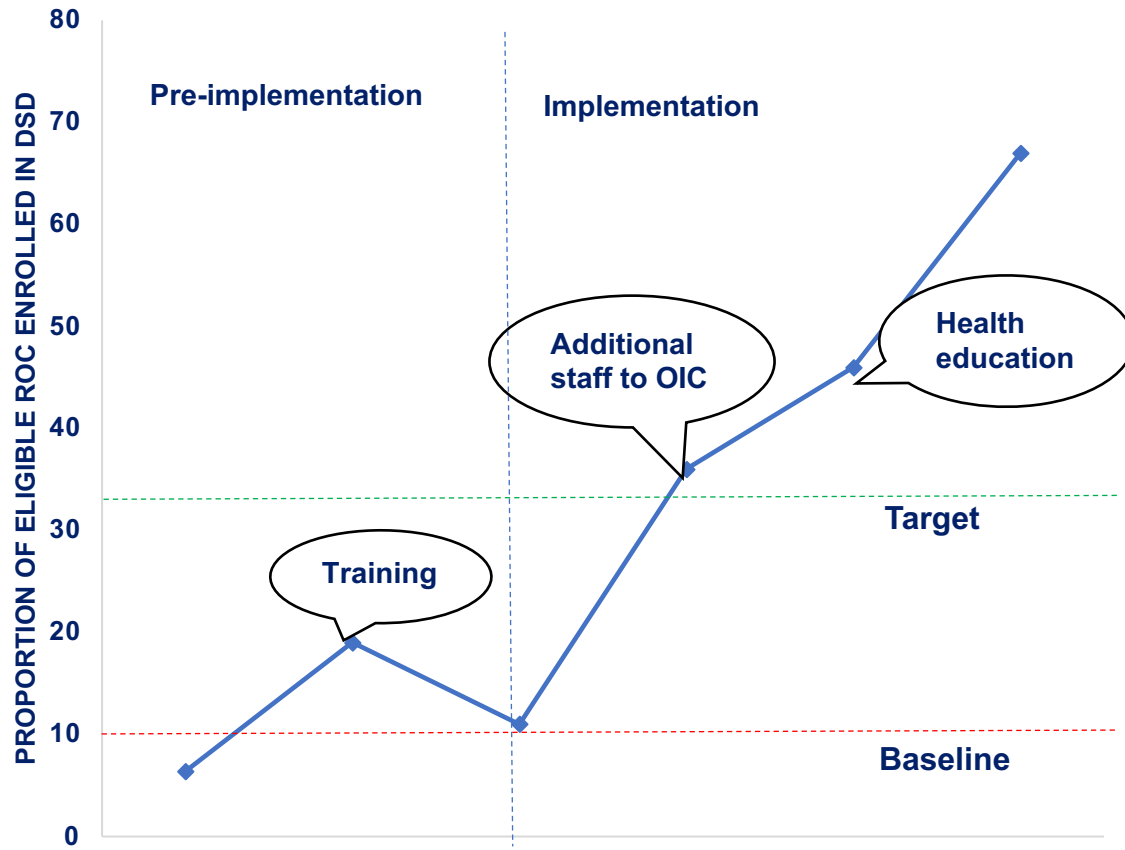 PROPORTION OF ELIGIBLE ROC ENROLLED IN DSD
80
70
60
50
40
30
20
10
0
Pre-implementation
Implementation
Training
Additional
staff to OIC
Health
education
Target
Baseline